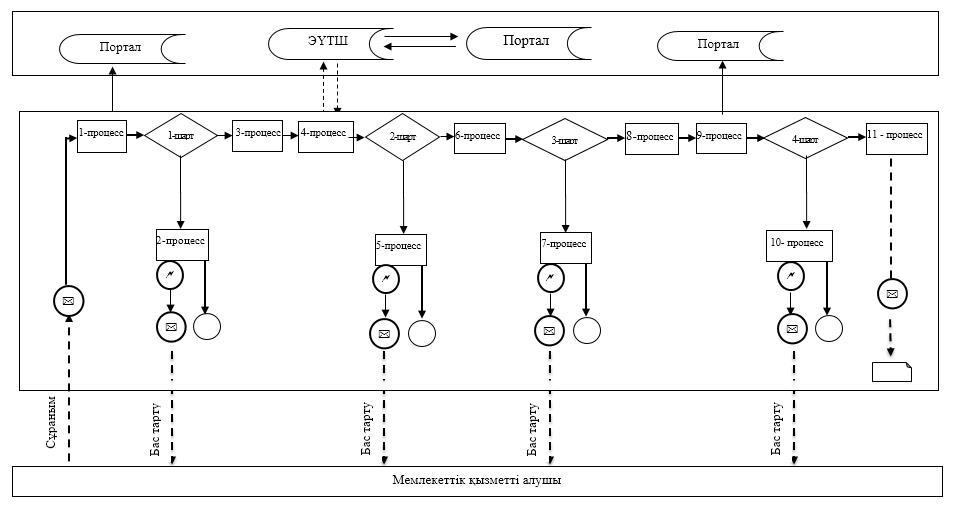 Портал
ЭҮТШ
Портал
Портал
1-процесс
1-шарт
3-процесс
4-процесс
2-шарт
6-процесс
3-шарт
8-процесс
9-процесс
4-шарт
11 - процесс
2-процесс
5-процесс
7-процесс
10- процесс
Сұраным
Бас тарту
Бас тарту
Бас тарту
Бас тарту
Мемлекеттік қызметті алушы